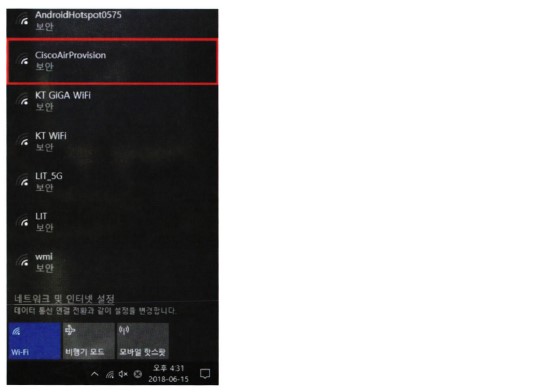 AndroidHotspot0575
보안
CiscoAirProvision
보안
KT GiGA WiFi
보안
KT WiFi
보안
LIT_5G
보안
LIT
보안
wmi
보안
네트워크 및 인터넷 설정
데이터 통신 연결 전환과 같이 설정을 변경합니다.
Wi-Fi
비행기 모드
모바일 핫스팟
오후 4:31
2018-06-15